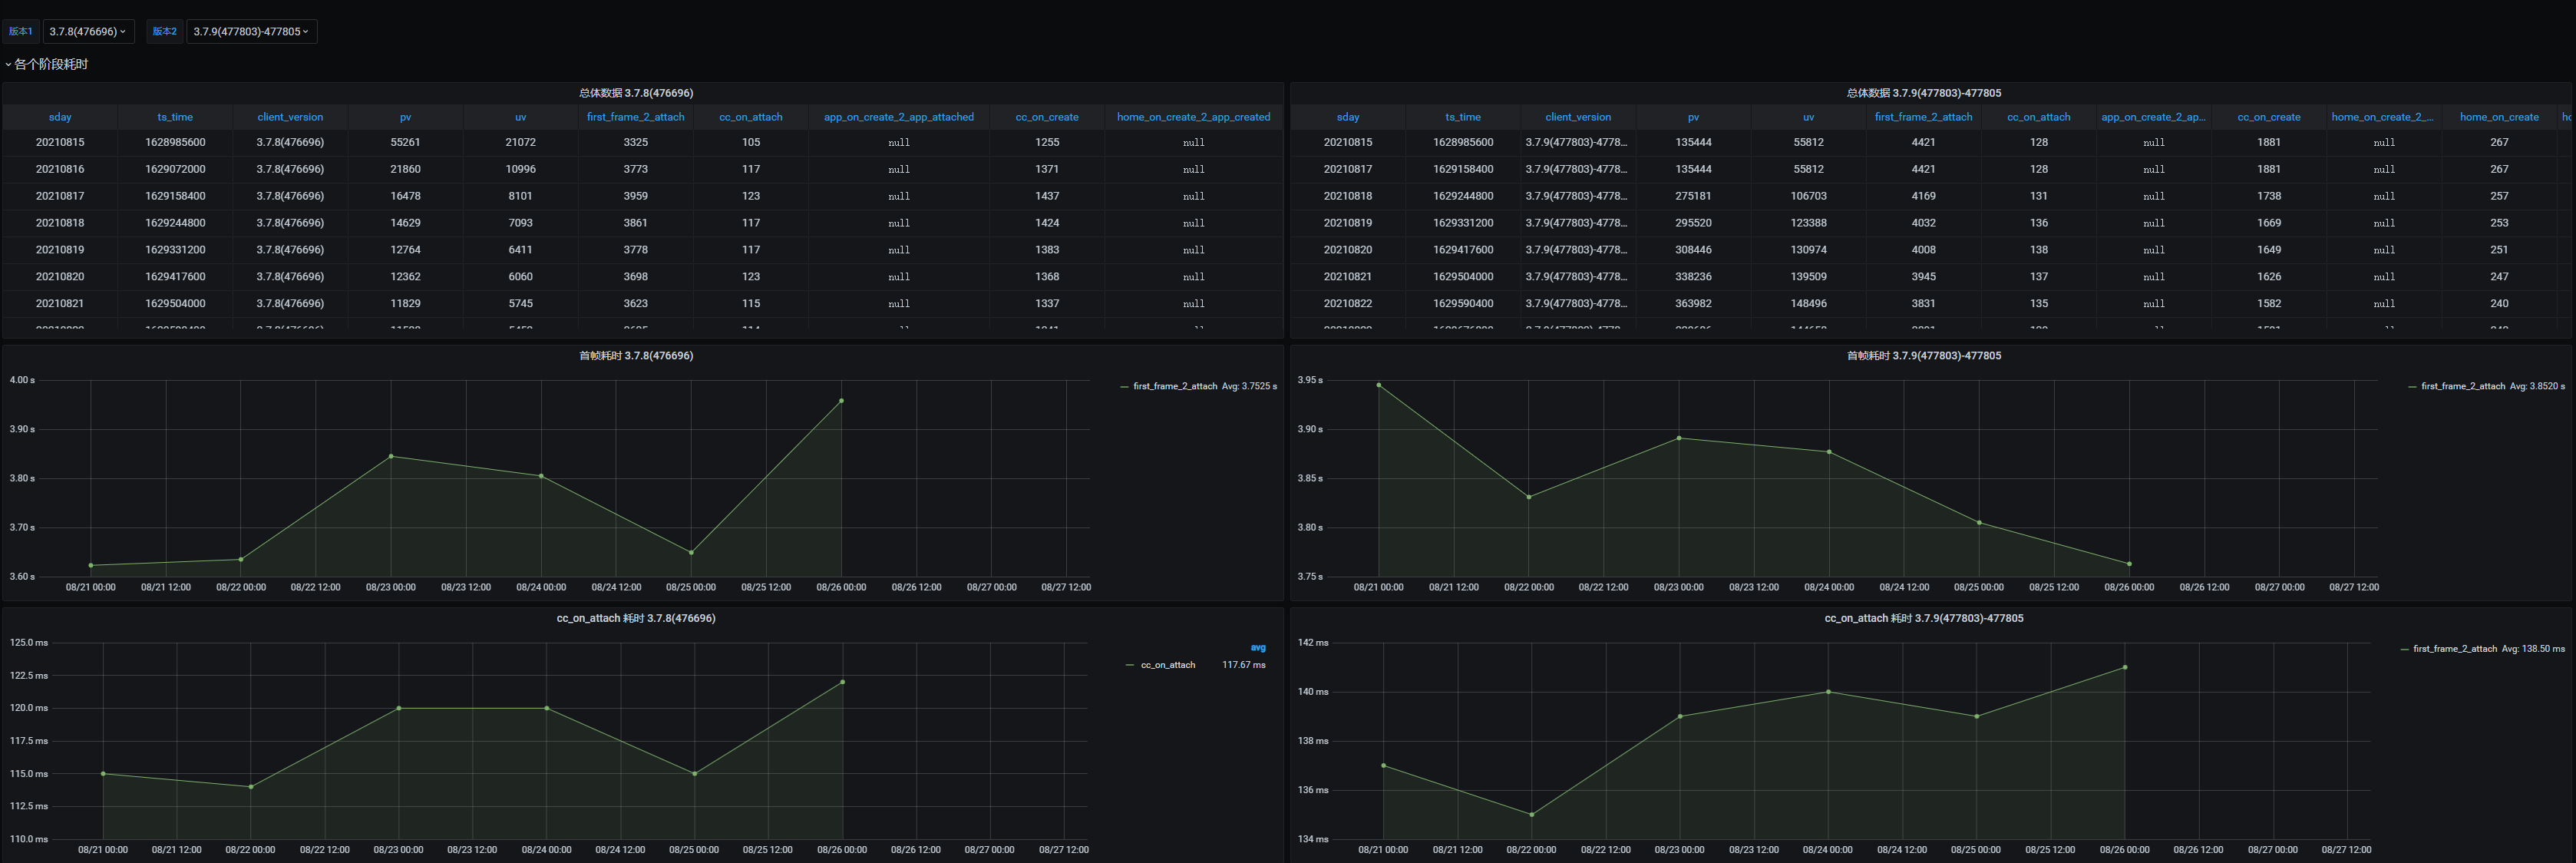 版本1 3.7.8(476696) 版本2 3.7.9(477803)-477805
各个阶段耗时
总体数据 3.7.8(476696)
sday ts_time client_version pv uv first_frame_2_attach cc_on_attach app_on_create_2_app_attached cc_on_create home_on_create_2_app_created
20210815 1628985600 3.7.8(476696) 55261 21072 3325 105 null 1255 null
20210816 1629072000 3.7.8(476696) 21860 10996 3773 117 null 1371 null
20210817 1629158400 3.7.8(476696) 16478 8101 3959 123 null 1437 null
20210818 1629244800 3.7.8(476696) 14629 7093 3861 117 null 1424 null
20210819 1629331200 3.7.8(476696) 12764 6411 3778 117 null 1383 null
20210820 1629417600 3.7.8(476696) 12362 6060 3698 123 null 1368 null
20210821 1629504000 3.7.8(476696) 11829 5745 3623 115 null 1337 null
总体数据 3.7.9(477803)-477805
sday ts_time client_version pv uv first_frame_2_attach cc_on_attach app_on_create_2_ap... cc_on_create home_on_create_2_... home_on_create hc
20210815 1628985600 3.7.9(477803)-4778... 135444 55812 4421 128 null 1881 null 267
20210817 1629158400 3.7.9(477803)-4778... 135444 55812 4421 128 null 1881 null 267
20210818 1629244800 3.7.9(477803)-4778... 275181 106703 4169 131 null 1738 null 257
20210819 1629331200 3.7.9(477803)-4778... 295520 123388 4032 136 null 1669 null 253
20210820 1629417600 3.7.9(477803)-4778... 308446 130974 4008 138 null 1649 null 251
20210821 1629504000 3.7.9(477803)-4778... 338236 139509 3945 137 null 1626 null 247
20210822 1629590400 3.7.9(477803)-4778... 363982 148496 3831 135 null 1582 null 240
首帧耗时 3.7.8(476696)
4.00 s
3.90 s
3.80 s
3.70 s
3.60 s
08/21 00:00 08/21 12:00 08/22 00:00 08/22 12:00 08/23 00:00 08/23 12:00 08/24 00:00 08/24 12:00 08/25 00:00 08/25 12:00 08/26 00:00 08/26 12:00 08/27 00:00 08/27 12:00
first_frame_2_attach Avg: 3.7525 s
首帧耗时 3.7.9(477803)-477805
3.95 s
3.90 s
3.85 s
3.80 s
3.75 s
08/21 00:00 08/21 12:00 08/22 00:00 08/22 12:00 08/23 00:00 08/23 12:00 08/24 00:00 08/24 12:00 08/25 00:00 08/25 12:00 08/26 00:00 08/26 12:00 08/27 00:00 08/27 12:00
first_frame_2_attach Avg: 3.8520 s
cc_on_attach 耗时 3.7.8(476696)
125.0 ms
122.5 ms
120.0 ms
117.5 ms
115.0 ms
112.5 ms
110.0 ms
08/21 00:00 08/21 12:00 08/22 00:00 08/22 12:00 08/23 00:00 08/23 12:00 08/24 00:00 08/24 12:00 08/25 00:00 08/25 12:00 08/26 00:00 08/26 12:00 08/27 00:00 08/27 12:00
avg
cc_on_attach 117.67 ms
cc_on_attach 耗时 3.7.9(477803)-477805
142 ms
140 ms
138 ms
136 ms
134 ms
08/21 00:00 08/21 12:00 08/22 00:00 08/22 12:00 08/23 00:00 08/23 12:00 08/24 00:00 08/24 12:00 08/25 00:00 08/25 12:00 08/26 00:00 08/26 12:00 08/27 00:00 08/27 12:00
first_frame_2_attach Avg: 138.50 ms